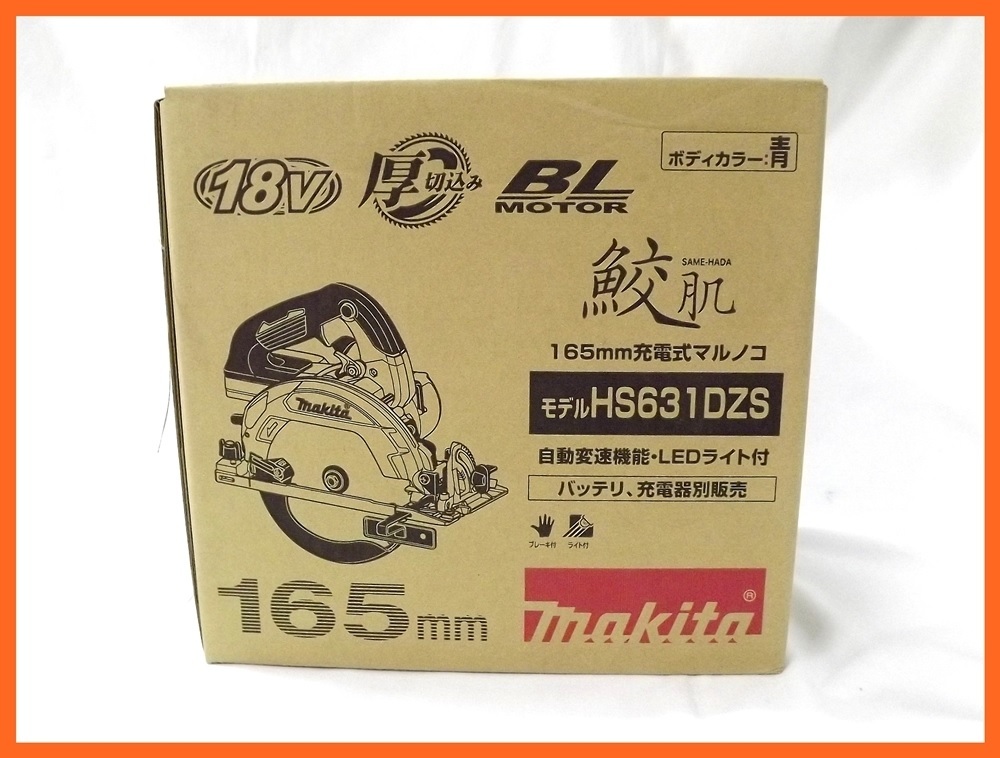 18V
厚切込み
BL
MOTOR
ボディカラー:青
鮫肌
SAME-HADA
165mm充電式マルノコ
モデルHS631DZS
自動変速機能・LEDライト付
バッテリ、充電器別販売
ブレーキ付
ライト付
makita
165mm
makita®